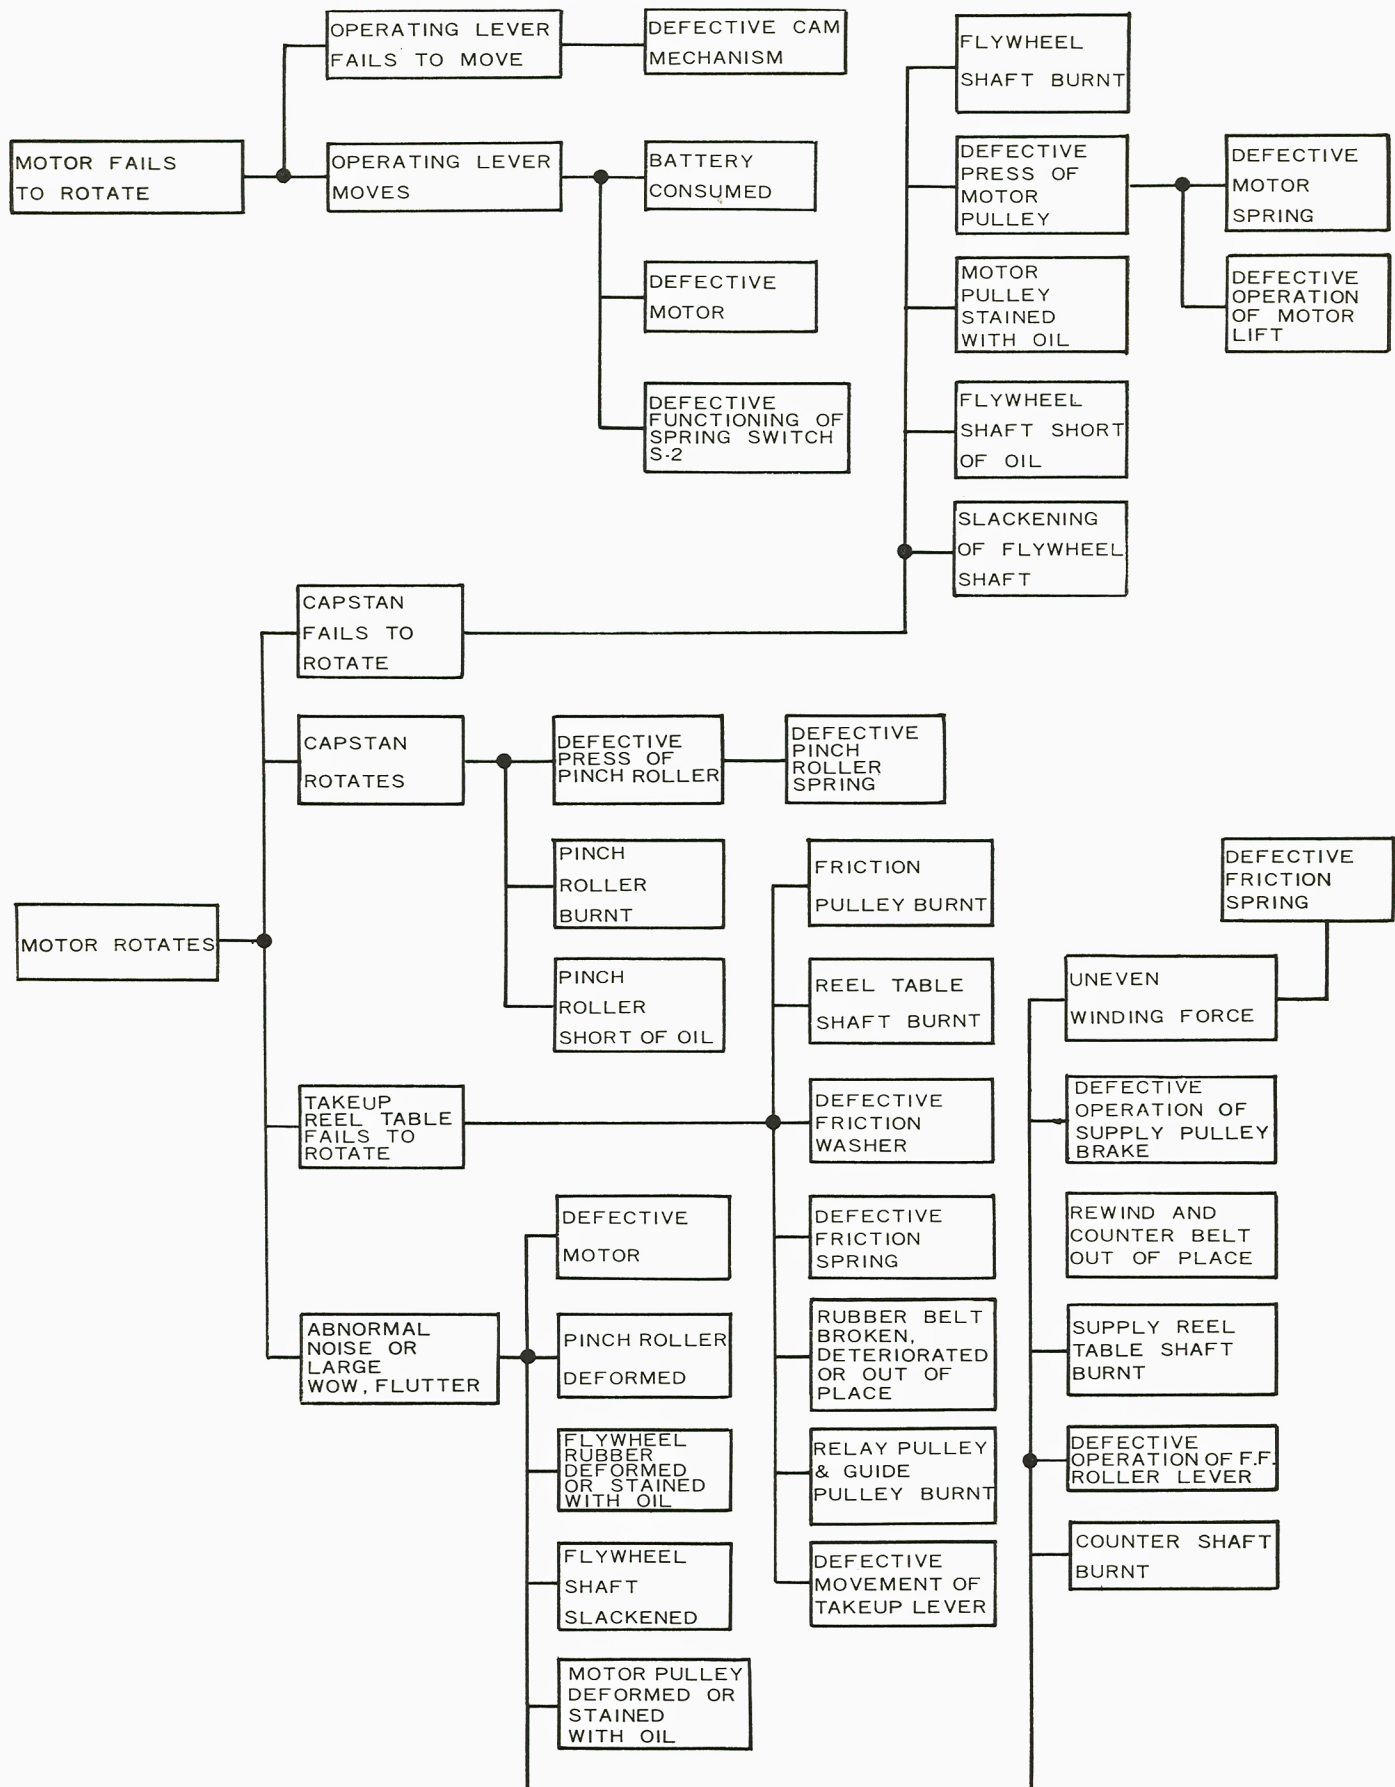 OPERATING LEVER
FAILS TO MOVE
DEFECTIVE CAM
MECHANISM
MOTOR FAILS
TO ROTATE
OPERATING LEVER
MOVES
BATTERY
CONSUMED
DEFECTIVE
MOTOR
DEFECTIVE
FUNCTIONING OF
SPRING SWITCH
S-2
FLYWHEEL
SHAFT BURNT
DEFECTIVE
PRESS OF
MOTOR
PULLEY
DEFECTIVE
MOTOR
SPRING
DEFECTIVE
OPERATION
OF MOTOR
LIFT
MOTOR
PULLEY
STAINED
WITH OIL
FLYWHEEL
SHAFT SHORT
OF OIL
SLACKENING
OF FLYWHEEL
SHAFT
MOTOR ROTATES
CAPSTAN
FAILS TO
ROTATE
CAPSTAN
ROTATES
DEFECTIVE
PRESS OF
PINCH ROLLER
DEFECTIVE
PINCH
ROLLER
SPRING
PINCH
ROLLER
BURNT
PINCH
ROLLER
SHORT OF OIL
TAKEUP
REEL TABLE
FAILS TO
ROTATE
FRICTION
PULLEY BURNT
REEL TABLE
SHAFT BURNT
DEFECTIVE
FRICTION
WASHER
DEFECTIVE
FRICTION
SPRING
RUBBER BELT
BROKEN,
DETERIORATED
OR OUT OF
PLACE
RELAY PULLEY
& GUIDE
PULLEY BURNT
DEFECTIVE
MOVEMENT OF
TAKEUP LEVER
ABNORMAL
NOISE OR
LARGE
WOW, FLUTTER
DEFECTIVE
MOTOR
PINCH ROLLER
DEFORMED
FLYWHEEL
RUBBER
DEFORMED
OR STAINED
WITH OIL
FLYWHEEL
SHAFT
SLACKENED
MOTOR PULLEY
DEFORMED OR
STAINED
WITH OIL
DEFECTIVE
FRICTION
SPRING
UNEVEN
WINDING FORCE
DEFECTIVE
OPERATION OF
SUPPLY PULLEY
BRAKE
REWIND AND
COUNTER BELT
OUT OF PLACE
SUPPLY REEL
TABLE SHAFT
BURNT
DEFECTIVE
OPERATION OF F.F.
ROLLER LEVER
COUNTER SHAFT
BURNT